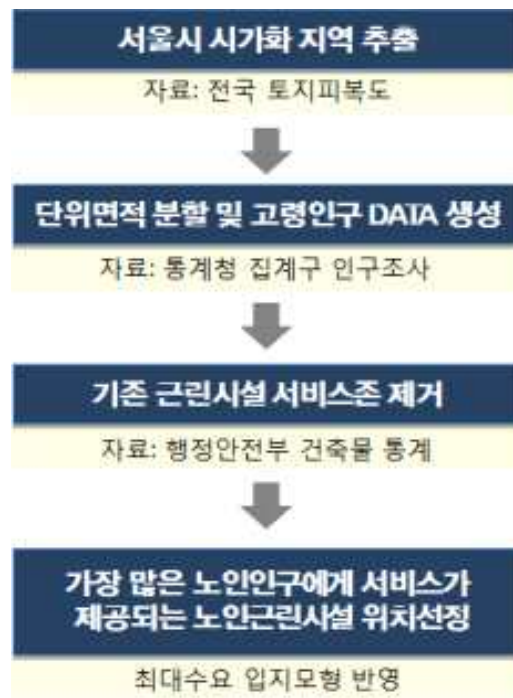 서울시 시가화 지역 추출
자료: 전국 토지피복도
단위면적 분할 및 고령인구 DATA 생성
자료: 통계청 집계구 인구조사
기존 근린시설 서비스존 제거
자료: 행정안전부 건축물 통계
가장 많은 노인인구에게 서비스가
제공되는 노인근린시설 위치선정
최대수요 입지모형 반영